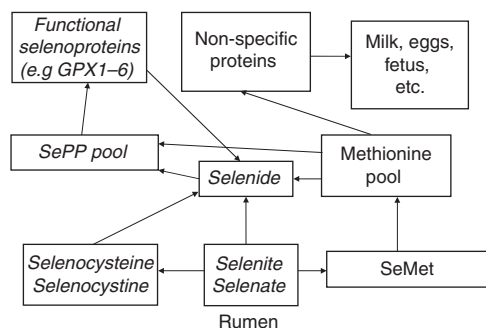 Functional
selenoproteins
(e.g GPX1–6)
Non-specific
proteins
Milk, eggs,
fetus,
etc.
SePP pool
Selenide
Methionine
pool
Selenocysteine
Selenocystine
Selenite
Selenate
SeMet
Rumen